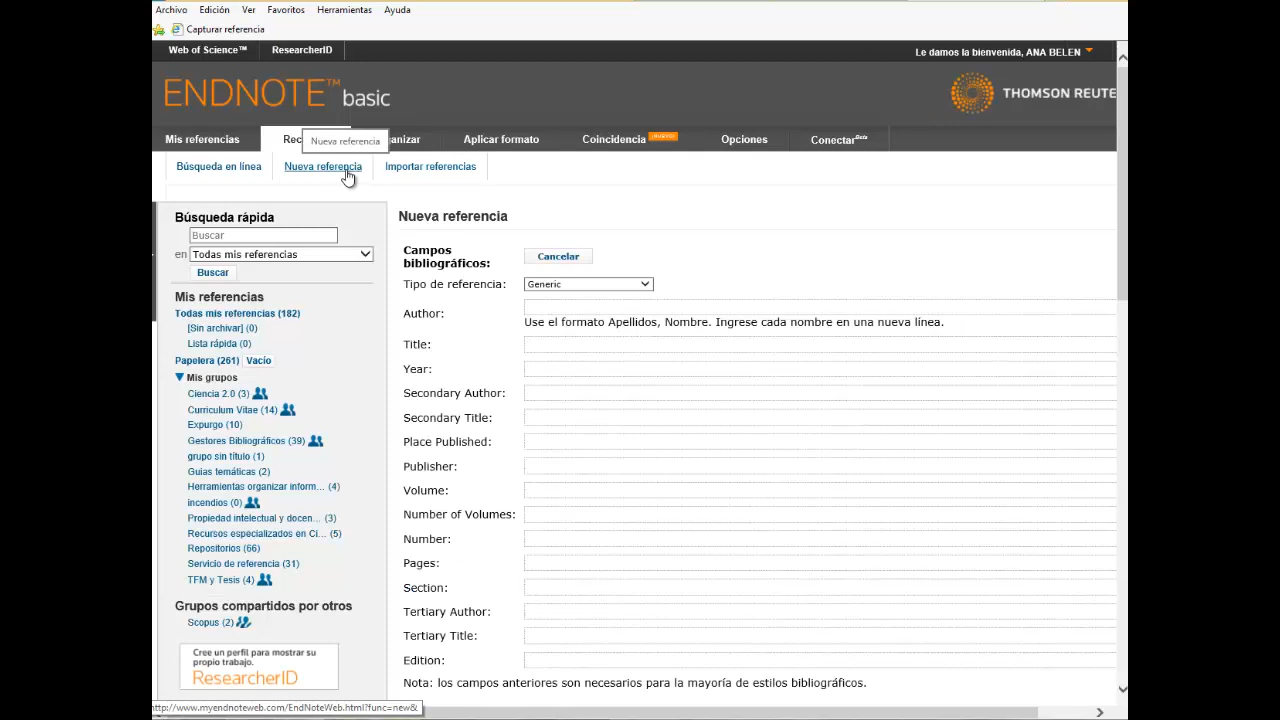 Archivo Edición Ver Favoritos Herramientas Ayuda
Capturar referencia
Web of Science™ ResearcherID Le damos la bienvenida, ANA BELEN
ENDNOTE™ basic THOMSON REUTE
Mis referencias Rec Nueva referencia anizar Aplicar formato Coincidencia ¡NUEVO! Opciones Conectar Beta
Búsqueda en línea Nueva referencia Importar referencias
Búsqueda rápida
Buscar
en Todas mis referencias
Buscar
Mis referencias
Todas mis referencias (182)
[Sin archivar] (0)
Lista rápida (0)
Papelera (261) Vacío
Mis grupos
Ciencia 2.0 (3)
Curriculum Vitae (14)
Expurgo (10)
Gestores Bibliográficos (39)
grupo sin título (1)
Guias temáticas (2)
Herramientas organizar inform... (4)
incendios (0)
Propiedad intelectual y docen... (3)
Recursos especializados en Ci... (5)
Repositorios (66)
Servicio de referencia (31)
TFM y Tesis (4)
Grupos compartidos por otros
Scopus (2)
Cree un perfil para mostrar su
propio trabajo.
ResearcherID
Nueva referencia
Campos
bibliográficos: Cancelar
Tipo de referencia: Generic
Author:
Use el formato Apellidos, Nombre. Ingrese cada nombre en una nueva línea.
Title:
Year:
Secondary Author:
Secondary Title:
Place Published:
Publisher:
Volume:
Number of Volumes:
Number:
Pages:
Section:
Tertiary Author:
Tertiary Title:
Edition:
Nota: los campos anteriores son necesarios para la mayoría de estilos bibliográficos.
http://www.myendnoteweb.com/EndNoteWeb.html?func=new&